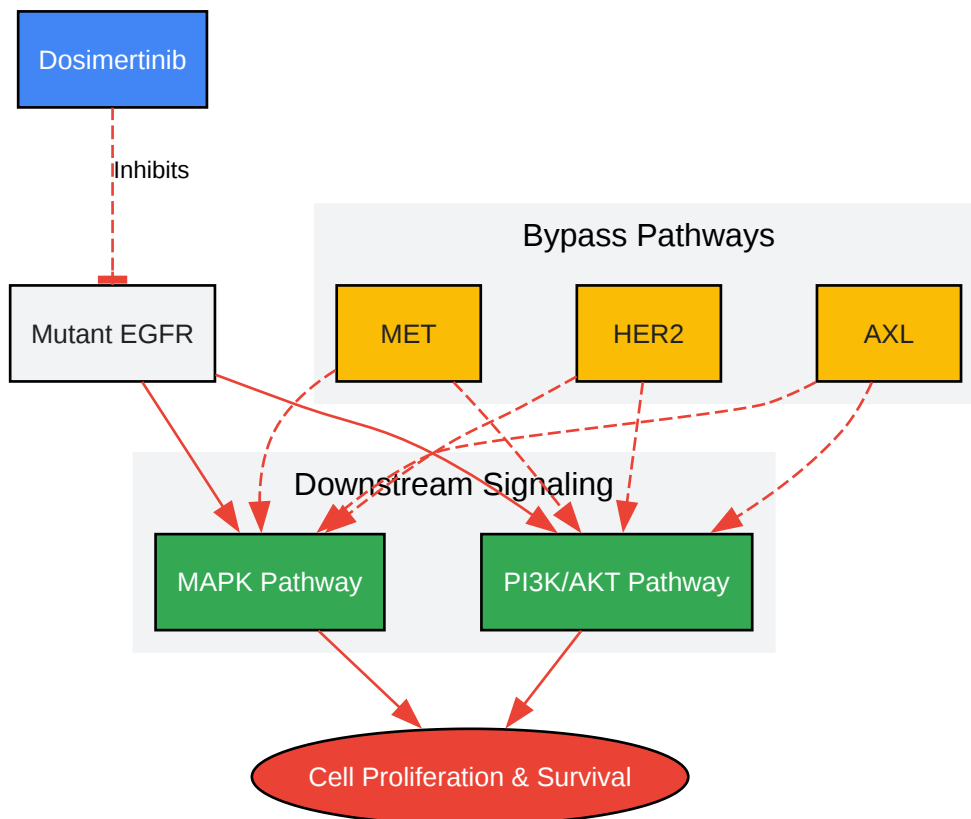 Dosimertinib
Inhibits
Bypass Pathways
Mutant EGFR
MET
HER2
AXL
Downstream Signaling
MAPK Pathway
PI3K/AKT Pathway
Cell Proliferation & Survival